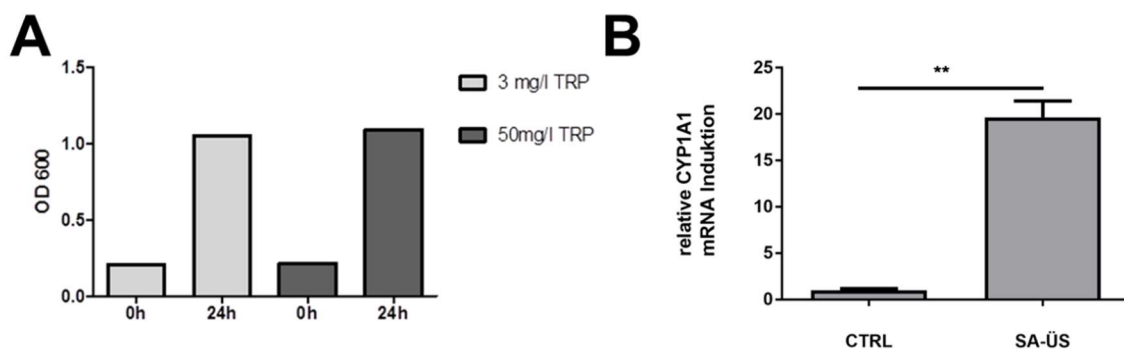 A
OD 600
1.5
1.0
0.5
0.0
0h
24h
0h
24h
3 mg/l TRP
50mg/l TRP
B
relative CYP1A1
mRNA Induktion
25
20
15
10
5
0
**
CTRL
SA-ÜS